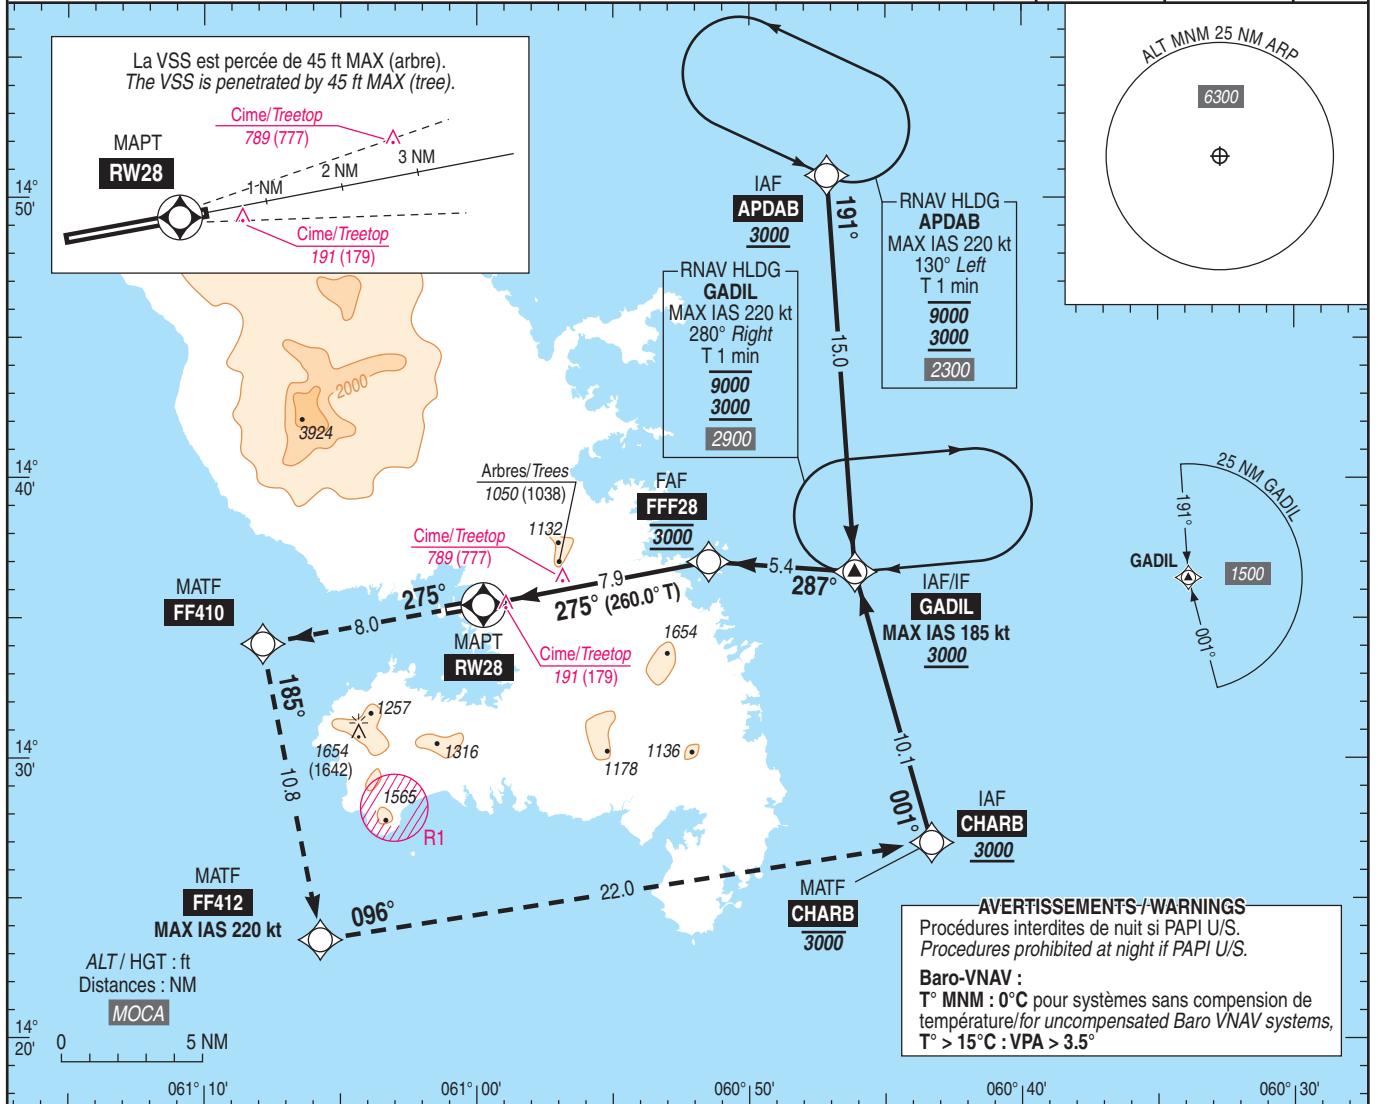 La VSS est percée de 45 ft MAX (arbre).
The VSS is penetrated by 45 ft MAX (tree).
Cime/Treetop
789 (777)
MAPT
RW28
1 NM
2 NM
3 NM
Cime/Treetop
191 (179)
ALT MNM 25 NM ARP
6300
IAF
APDAB
3000
191°
RNAV HLDG
APDAB
MAX IAS 220 kt
130° Left
T 1 min
9000
3000
2300
RNAV HLDG
GADIL
MAX IAS 220 kt
280° Right
T 1 min
9000
3000
2900
15.0
2000
3924
Arbres/Trees
1050 (1038)
1132
Cime/Treetop
789 (777)
FAF
FFF28
3000
5.4
287°
IAF/IF
GADIL
MAX IAS 185 kt
3000
25 NM GADIL
191°
GADIL
1500
001°
7.9
275° (260.0° T)
MATF
FF410
275°
8.0
MAPT
RW28
Cime/Treetop
191 (179)
1654
185°
1257
1654
(1642)
1316
1178
1136
10.8
1565
R1
10.1
001°
IAF
CHARB
3000
MATF
FF412
MAX IAS 220 kt
096°
22.0
MATF
CHARB
3000
ALT / HGT : ft
Distances : NM
MOCA
0
5 NM
AVERTISSEMENTS / WARNINGS
Procédures interdites de nuit si PAPI U/S.
Procedures prohibited at night if PAPI U/S.
Baro-VNAV :
T° MNM : 0°C pour systèmes sans compension de
température/for uncompensated Baro VNAV systems,
T° > 15°C : VPA > 3.5°
14°
50'
14°
40'
14°
30'
14°
20'
061° 10'
061° 00'
060° 50'
060° 40'
060° 30'